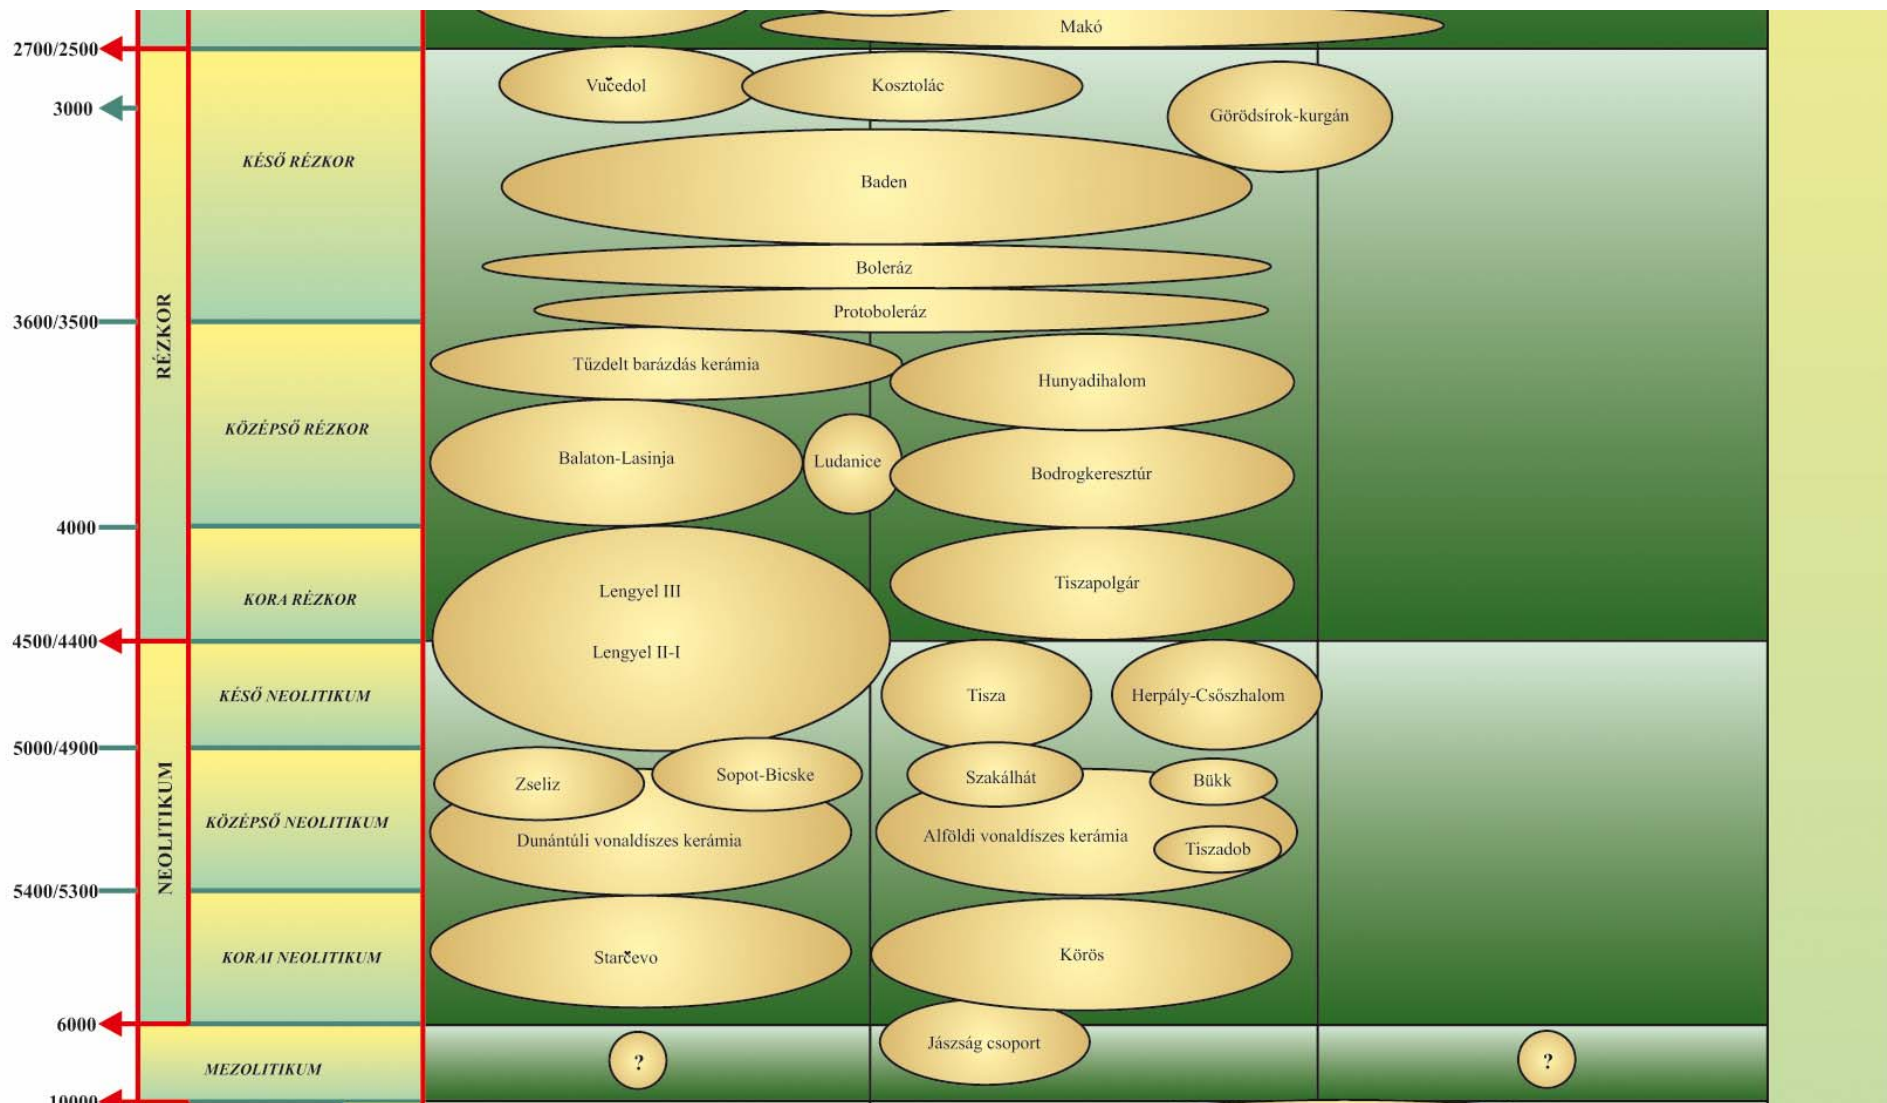 Makó
2700/2500
Vučedol
Kosztolác
3000
Görödsírok-kurgán
KÉSŐ RÉZKOR
Baden
Boleráz
RÉZKOR
3600/3500
Protoboleráz
Tűzdelt barázdás kerámia
Hunyadihalom
KÖZÉPSŐ RÉZKOR
Balaton-Lasinja
Ludanice
Bodrogkeresztúr
4000
Lengyel III
Tiszapolgár
KORA RÉZKOR
4500/4400
Lengyel II-I
KÉSŐ NEOLITIKUM
Tisza
Herpály-Csőszhalom
5000/4900
NEOLITIKUM
Zseliz
Sopot-Bicske
Szakálhát
Bükk
KÖZÉPSŐ NEOLITIKUM
Dunántúli vonaldíszes kerámia
Alföldi vonaldíszes kerámia
Tiszadob
5400/5300
KORAI NEOLITIKUM
Starčevo
Körös
6000
Jászság csoport
?
?
MEZOLITIKUM
10000